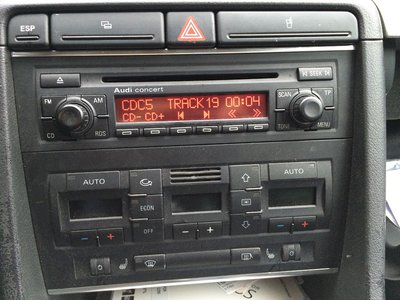 ESP
SEEK
Audi concert
FM AM
SCAN TP
CDC5 TRACK19 00:04
CD- CD+
CD RDS
TONE MENU
AUTO AUTO
ECON
OFF
- + - + - +